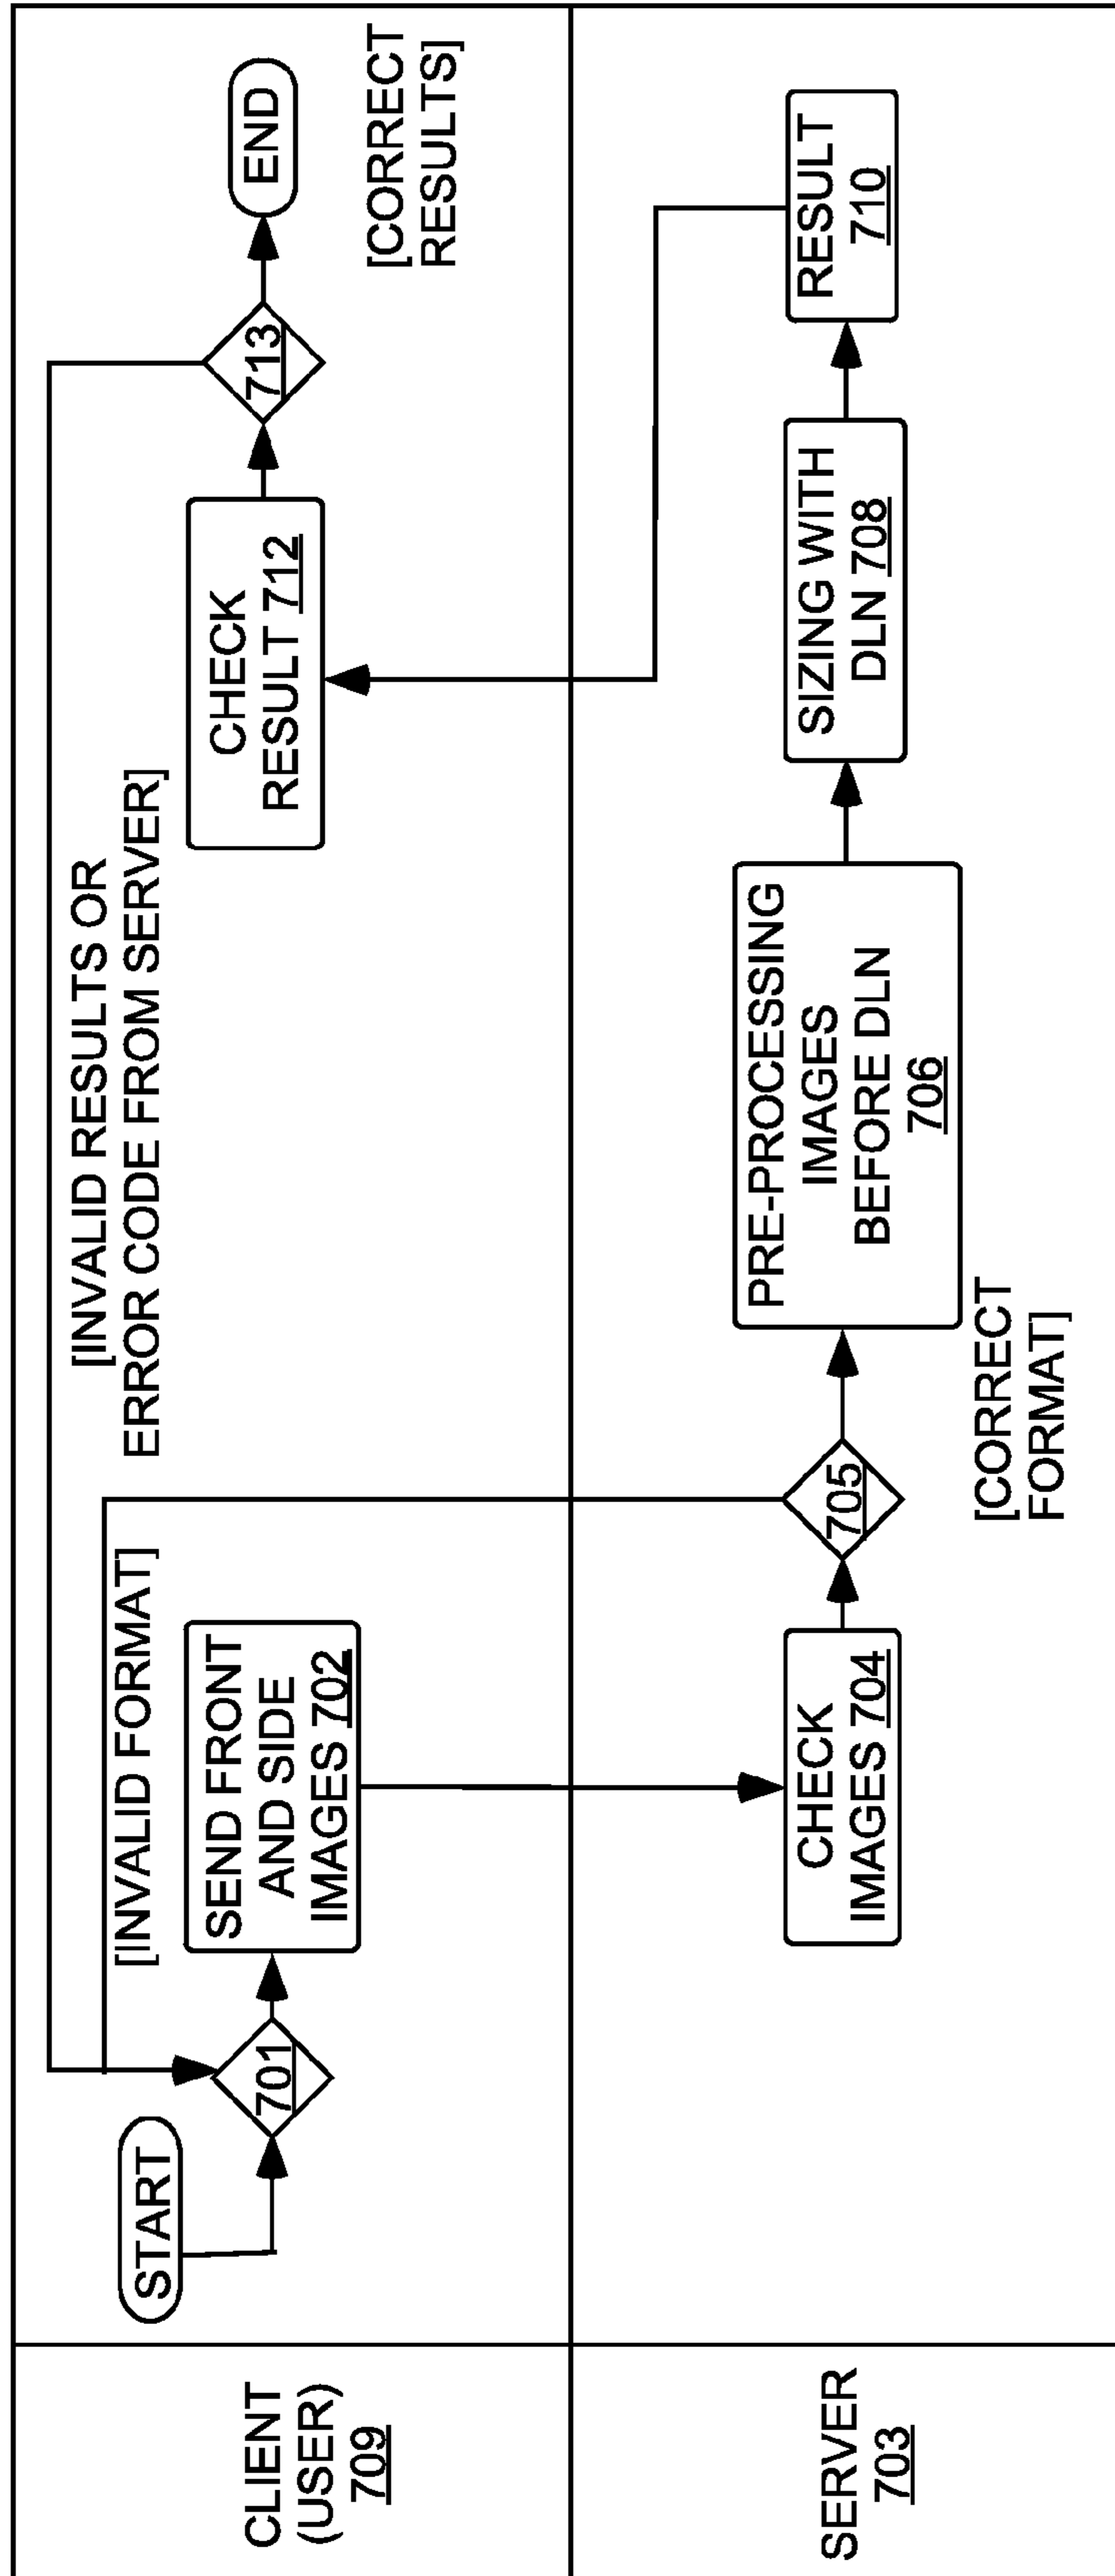 CLIENT
(USER)
709
START
701
[INVALID FORMAT]
SEND FRONT
AND SIDE
IMAGES 702
[INVALID RESULTS OR
ERROR CODE FROM SERVER]
CHECK
RESULT 712
713
END
[CORRECT
RESULTS]
SERVER
703
CHECK
IMAGES 704
705
[CORRECT
FORMAT]
PRE-PROCESSING
IMAGES
BEFORE DLN
706
SIZING WITH
DLN 708
RESULT
710